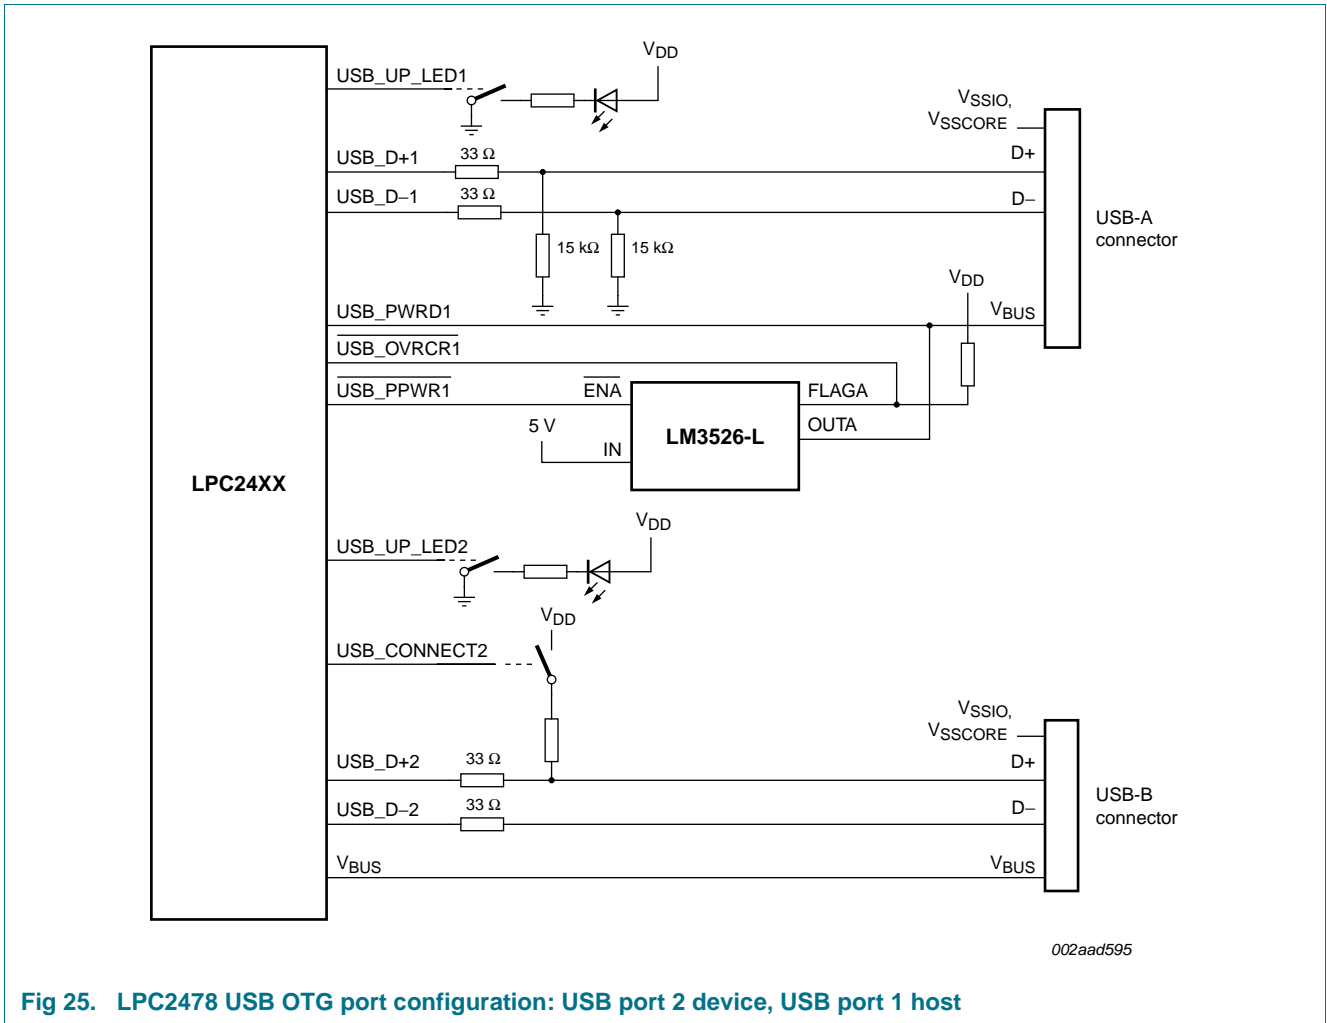 VDD
USB_UP_LED1
VSSIO,
VSSCORE
USB_D+1
33 Ω
D+
USB_D−1
33 Ω
D−
USB-A
connector
15 kΩ
15 kΩ
VDD
USB_PWRD1
VBUS
USB_OVRCR1
USB_PPWR1
ENA
FLAGA
5 V
OUTA
LM3526-L
IN
LPC24XX
VDD
USB_UP_LED2
VDD
USB_CONNECT2
VSSIO,
VSSCORE
USB_D+2
33 Ω
D+
USB_D−2
33 Ω
D−
USB-B
connector
VBUS
VBUS
002aad595
Fig 25. LPC2478 USB OTG port configuration: USB port 2 device, USB port 1 host